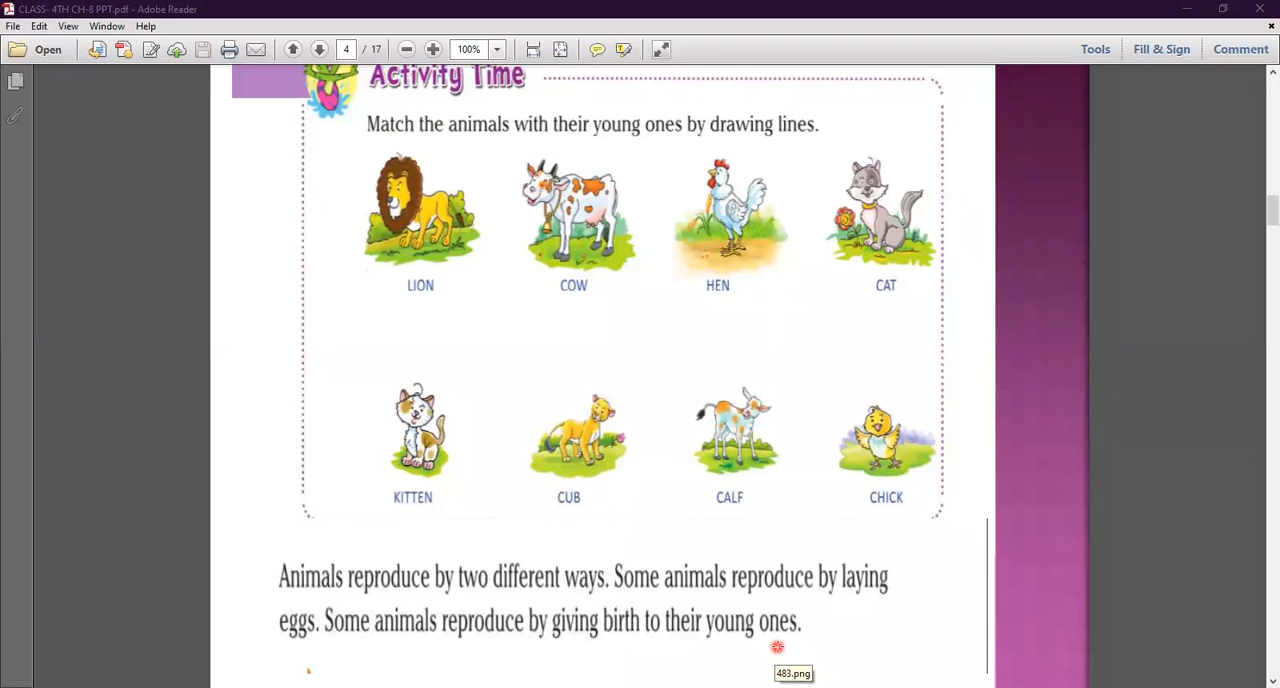 CLASS- 4TH CH-8 PPT.pdf - Adobe Reader
File Edit View Window Help
Open 4 / 17 100% Tools Fill & Sign Comment
Activity Time
Match the animals with their young ones by drawing lines.
LION COW HEN CAT
KITTEN CUB CALF CHICK
Animals reproduce by two different ways. Some animals reproduce by laying
eggs. Some animals reproduce by giving birth to their young ones.
483.png